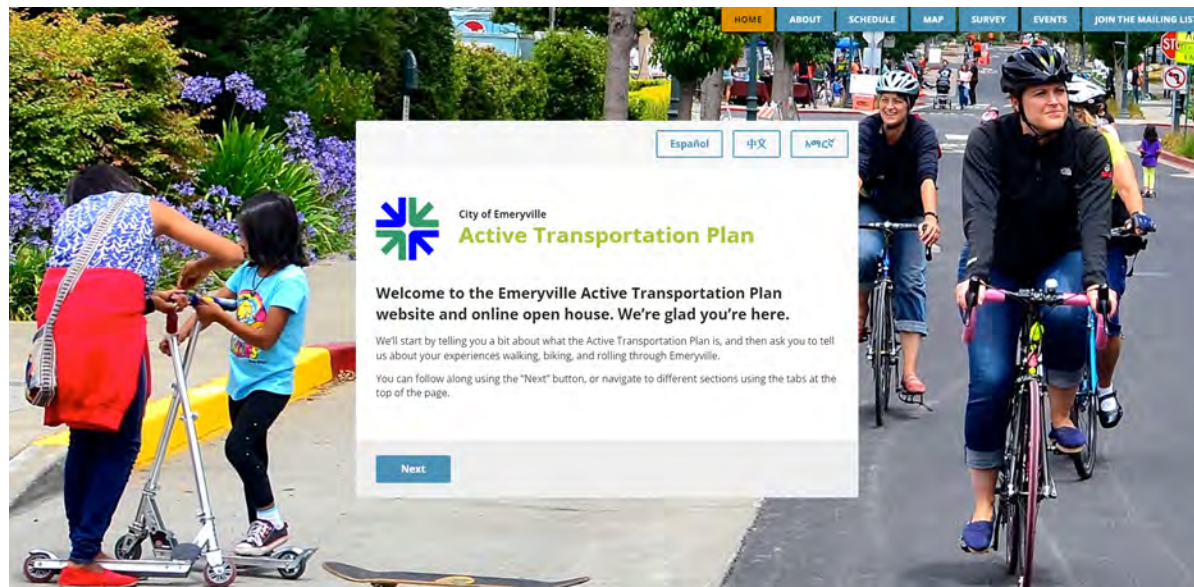 HOME ABOUT SCHEDULE MAP SURVEY EVENTS JOIN THE MAILING LIS
Español 中文 አማርኛ
City of Emeryville
Active Transportation Plan
Welcome to the Emeryville Active Transportation Plan
website and online open house. We're glad you're here.
We'll start by telling you a bit about what the Active Transportation Plan is, and then ask you to tell
us about your experiences walking, biking, and rolling through Emeryville.
You can follow along using the "Next" button, or navigate to different sections using the tabs at the
top of the page.
Next